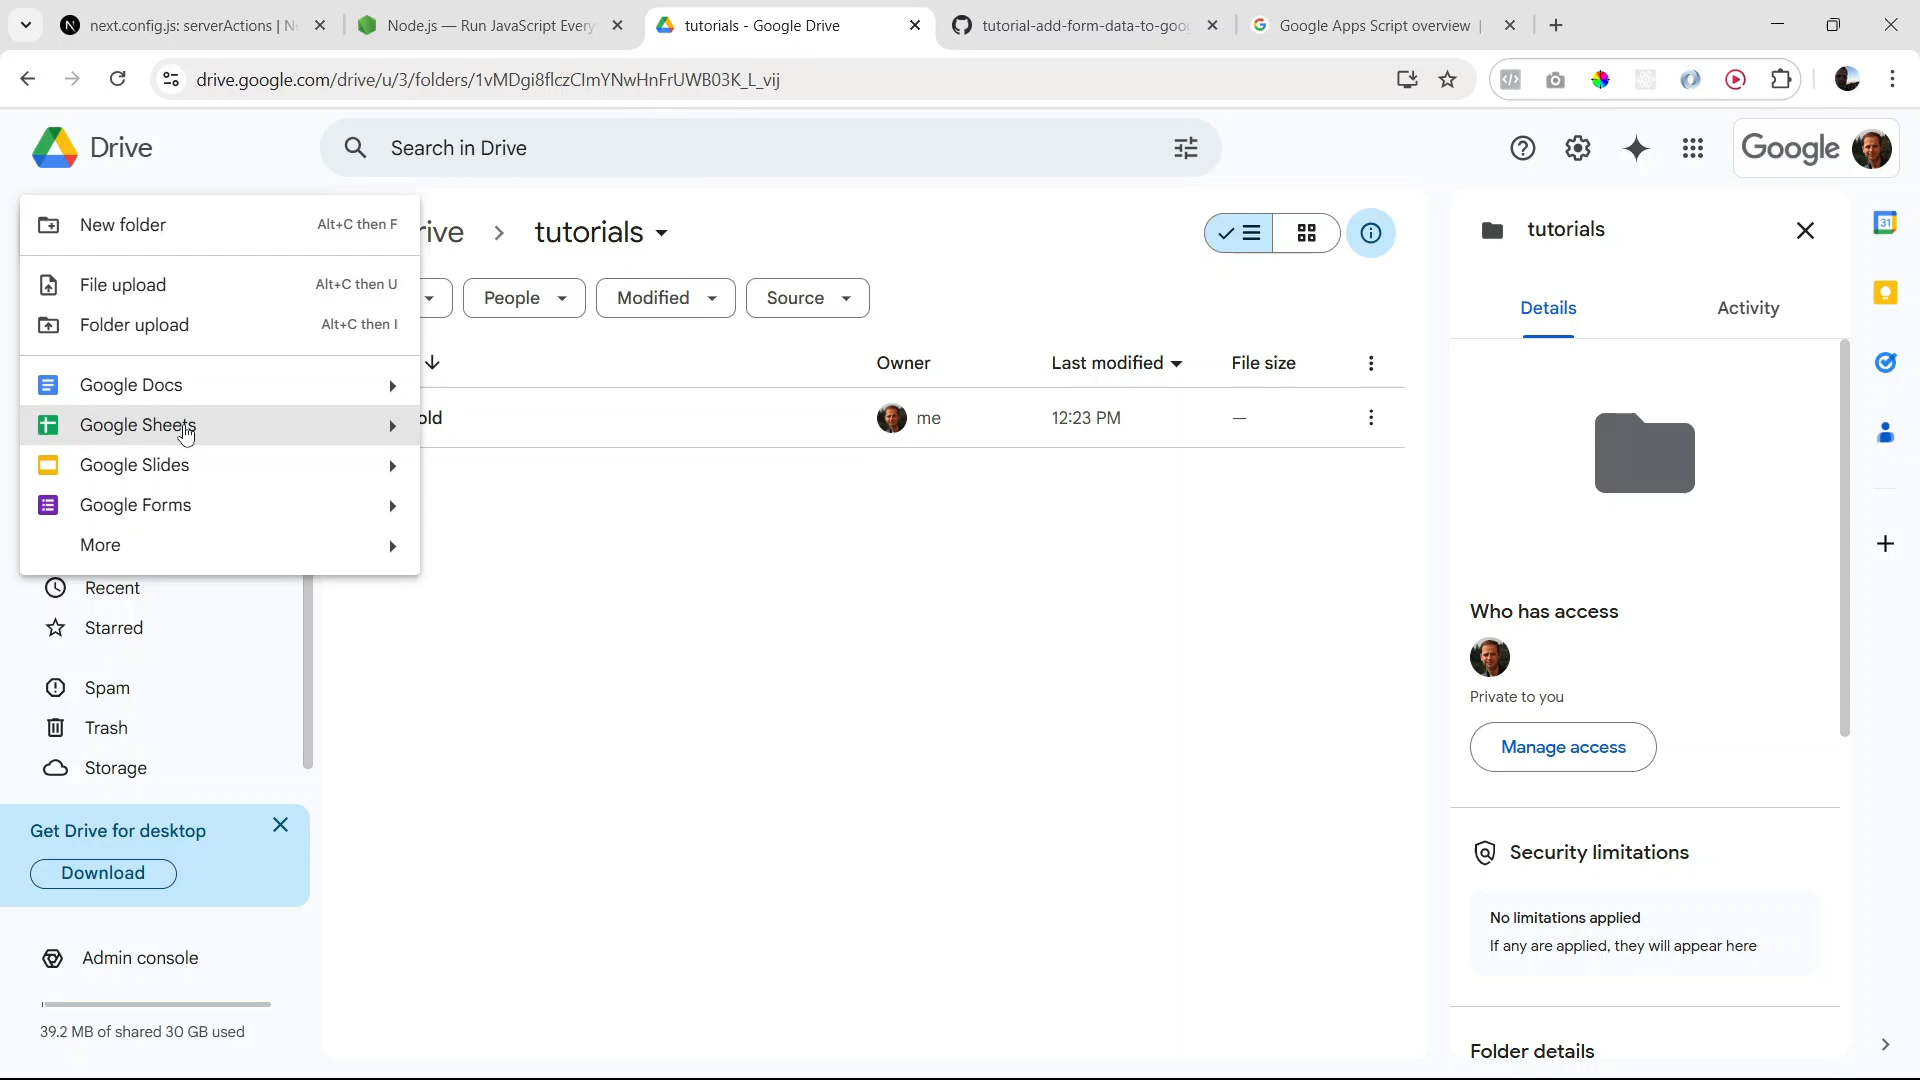 next.config.js: serverActions | N
Node.js — Run JavaScript Every
tutorials - Google Drive
tutorial-add-form-data-to-goog
Google Apps Script overview |
drive.google.com/drive/u/3/folders/1vMDgi8flczClmYNwHnFrUWB03K_L_vij
Drive
Search in Drive
Google
New folder
Alt+C then F
File upload
Alt+C then U
Folder upload
Alt+C then I
Google Docs
Google Sheets
Google Slides
Google Forms
More
Recent
Starred
Spam
Trash
Storage
Get Drive for desktop
Download
Admin console
39.2 MB of shared 30 GB used
rive
tutorials
People
Modified
Source
Owner
Last modified
File size
old
me
12:23 PM
—
tutorials
Details
Activity
Who has access
Private to you
Manage access
Security limitations
No limitations applied
If any are applied, they will appear here
Folder details
31